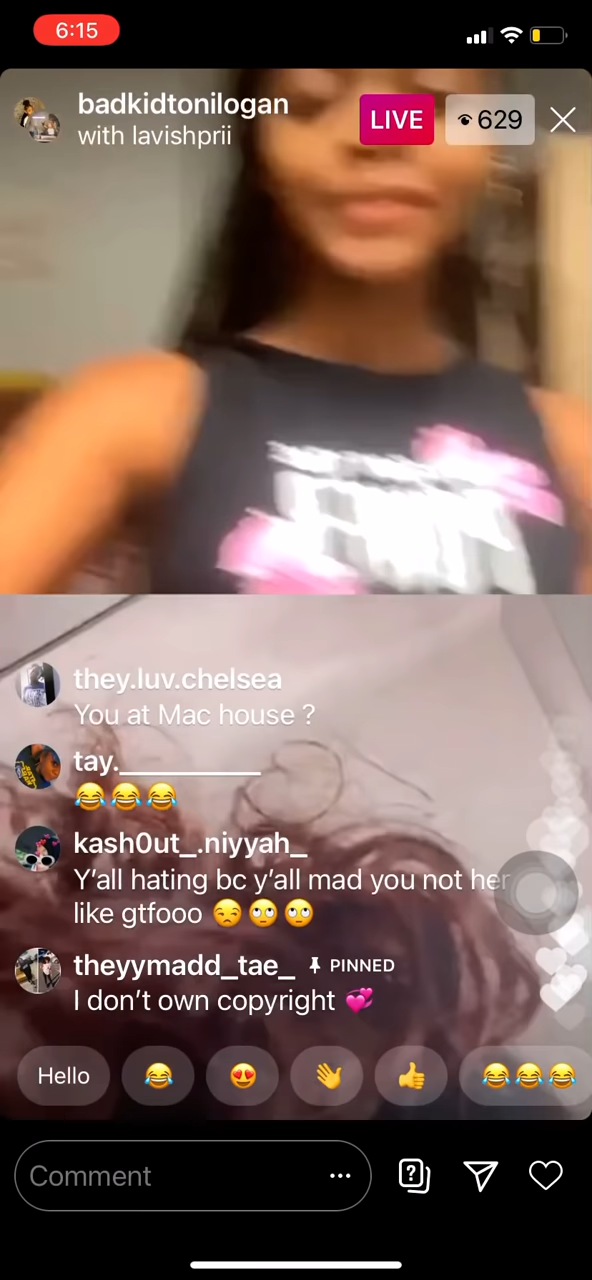 6:15
badkidtonilogan
with lavishprii
LIVE
629
they.luv.chelsea
You at Mac house ?
tay.__________
😂😂😂
kash0ut_.niyyah_
Y'all hating bc y'all mad you not her
like gtfooo 😒🙄🙄
theyymadd_tae_ PINNED
I don't own copyright 💞
Hello 😂 😍 👋 👍 😂😂😂
Comment